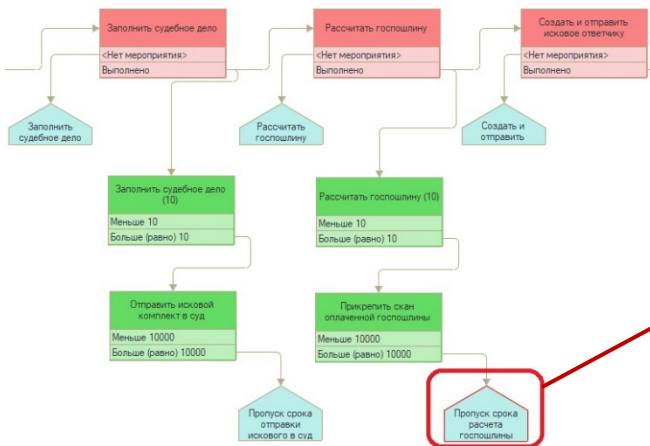 Заполнить судебное дело
<Нет мероприятия>
Выполнено
Рассчитать госпошлину
<Нет мероприятия>
Выполнено
Создать и отправить
исковое ответчику
<Нет мероприятия>
Выполнено
Заполнить
судебное дело
Рассчитать
госпошлину
Создать и
отправить
Заполнить судебное дело
(10)
Меньше 10
Больше (равно) 10
Рассчитать госпошлину (10)
Меньше 10
Больше (равно) 10
Отправить исковой
комплект в суд
Меньше 10000
Больше (равно) 10000
Прикрепить скан
оплаченной госпошлины
Меньше 10000
Больше (равно) 10000
Пропуск срока
отправки
искового в суд
Пропуск срока
расчета
госпошлины